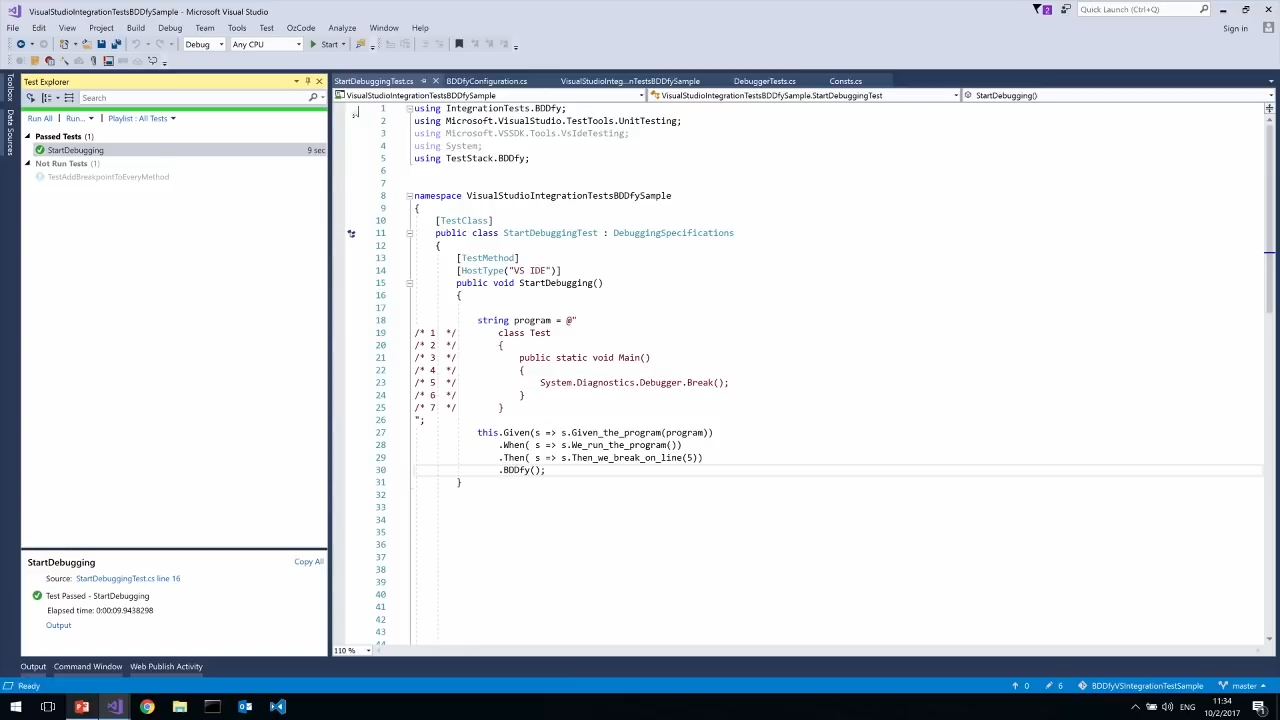 VisualStudioIntegrationTestsBDDfySample - Microsoft Visual Studio
2
Quick Launch (Ctrl+Q)
File Edit View Project Build Debug Team Tools Test OzCode Analyze Window Help
Sign in
Debug Any CPU Start
Test Explorer
StartDebuggingTest.cs BDDfyConfiguration.cs VisualStudioInteg...nTestsBDDfySample DebuggerTests.cs Consts.cs
Toolbox
Data Sources
Search
VisualStudioIntegrationTestsBDDfySample VisualStudioIntegrationTestsBDDfySample.StartDebuggingTest StartDebugging()
Run All Run... Playlist : All Tests
Passed Tests (1)
StartDebugging 9 sec
Not Run Tests (1)
TestAddBreakpointToEveryMethod
1 using IntegrationTests.BDDfy;
2 using Microsoft.VisualStudio.TestTools.UnitTesting;
3 using Microsoft.VSSDK.Tools.VsIdeTesting;
4 using System;
5 using TestStack.BDDfy;
6
7
8 namespace VisualStudioIntegrationTestsBDDfySample
9 {
10 [TestClass]
11 public class StartDebuggingTest : DebuggingSpecifications
12 {
13 [TestMethod]
14 [HostType("VS IDE")]
15 public void StartDebugging()
16 {
17
18 string program = @"
19 /* 1 */ class Test
20 /* 2 */ {
21 /* 3 */ public static void Main()
22 /* 4 */ {
23 /* 5 */ System.Diagnostics.Debugger.Break();
24 /* 6 */ }
25 /* 7 */ }
26 ";
27 this.Given(s => s.Given_the_program(program))
28 .When( s => s.We_run_the_program())
29 .Then( s => s.Then_we_break_on_line(5))
30 .BDDfy();
31 }
32
33
34
35
36
37
38
39
40
41
42
43
StartDebugging Copy All
Source: StartDebuggingTest.cs line 16
Test Passed - StartDebugging
Elapsed time: 0:00:09.9438298
Output
110 %
Output Command Window Web Publish Activity
Ready 0 6 BDDfyVSIntegrationTestSample master
ENG 11:34
10/2/2017
1